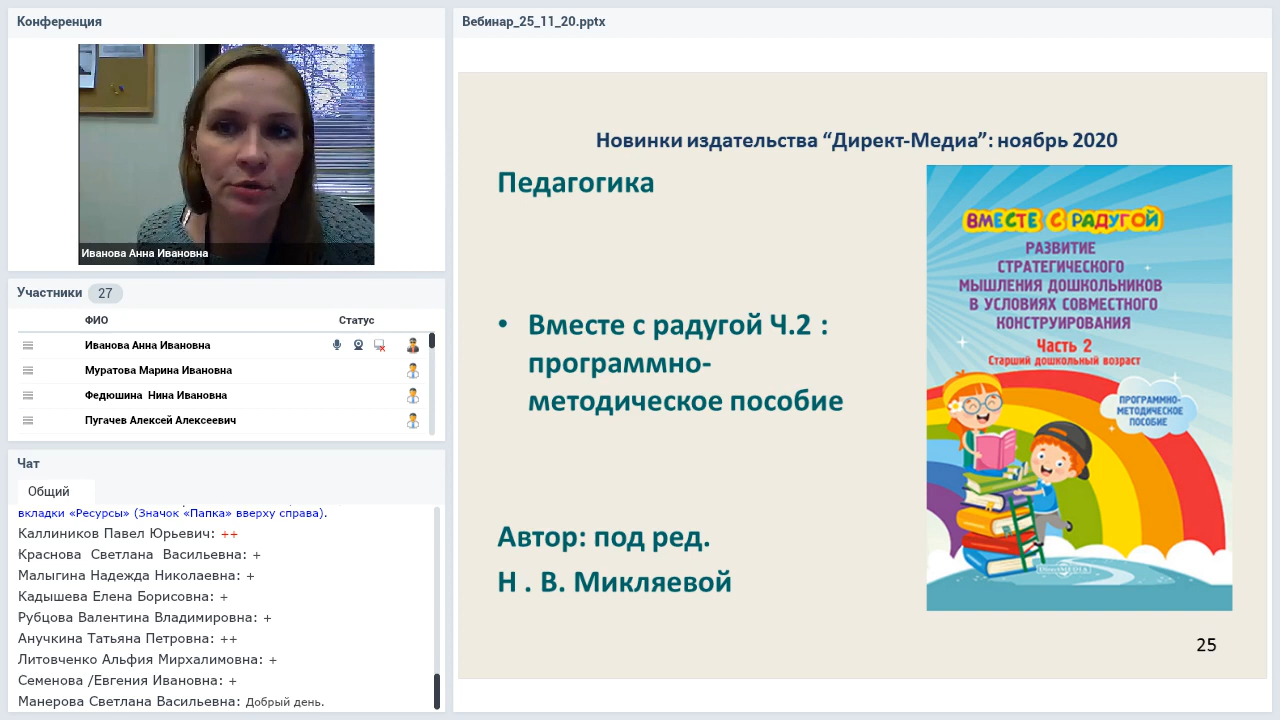 Конференция
Иванова Анна Ивановна
Участники 27
ФИО Статус
Иванова Анна Ивановна
Муратова Марина Ивановна
Федюшина Нина Ивановна
Пугачев Алексей Алексеевич
Чат
Общий
вкладки «Ресурсы» (Значок «Папка» вверху справа).
Каллиников Павел Юрьевич: ++
Краснова Светлана Васильевна: +
Малыгина Надежда Николаевна: +
Кадышева Елена Борисовна: +
Рубцова Валентина Владимировна: +
Анучкина Татьяна Петровна: ++
Литовченко Альфия Мирхалимовна: +
Семенова /Евгения Ивановна: +
Манерова Светлана Васильевна: Добрый день.
Вебинар_25_11_20.pptx
Новинки издательства “Директ-Медиа”: ноябрь 2020
Педагогика
• Вместе с радугой Ч.2 :
программно-
методическое пособие
Автор: под ред.
Н . В. Микляевой
ВМЕСТЕ С РАДУГОЙ
РАЗВИТИЕ
СТРАТЕГИЧЕСКОГО
МЫШЛЕНИЯ ДОШКОЛЬНИКОВ
В УСЛОВИЯХ СОВМЕСТНОГО
КОНСТРУИРОВАНИЯ
Часть 2
Старший дошкольный возраст
ПРОГРАММНО-
МЕТОДИЧЕСКОЕ
ПОСОБИЕ
DirectMEDIA
25